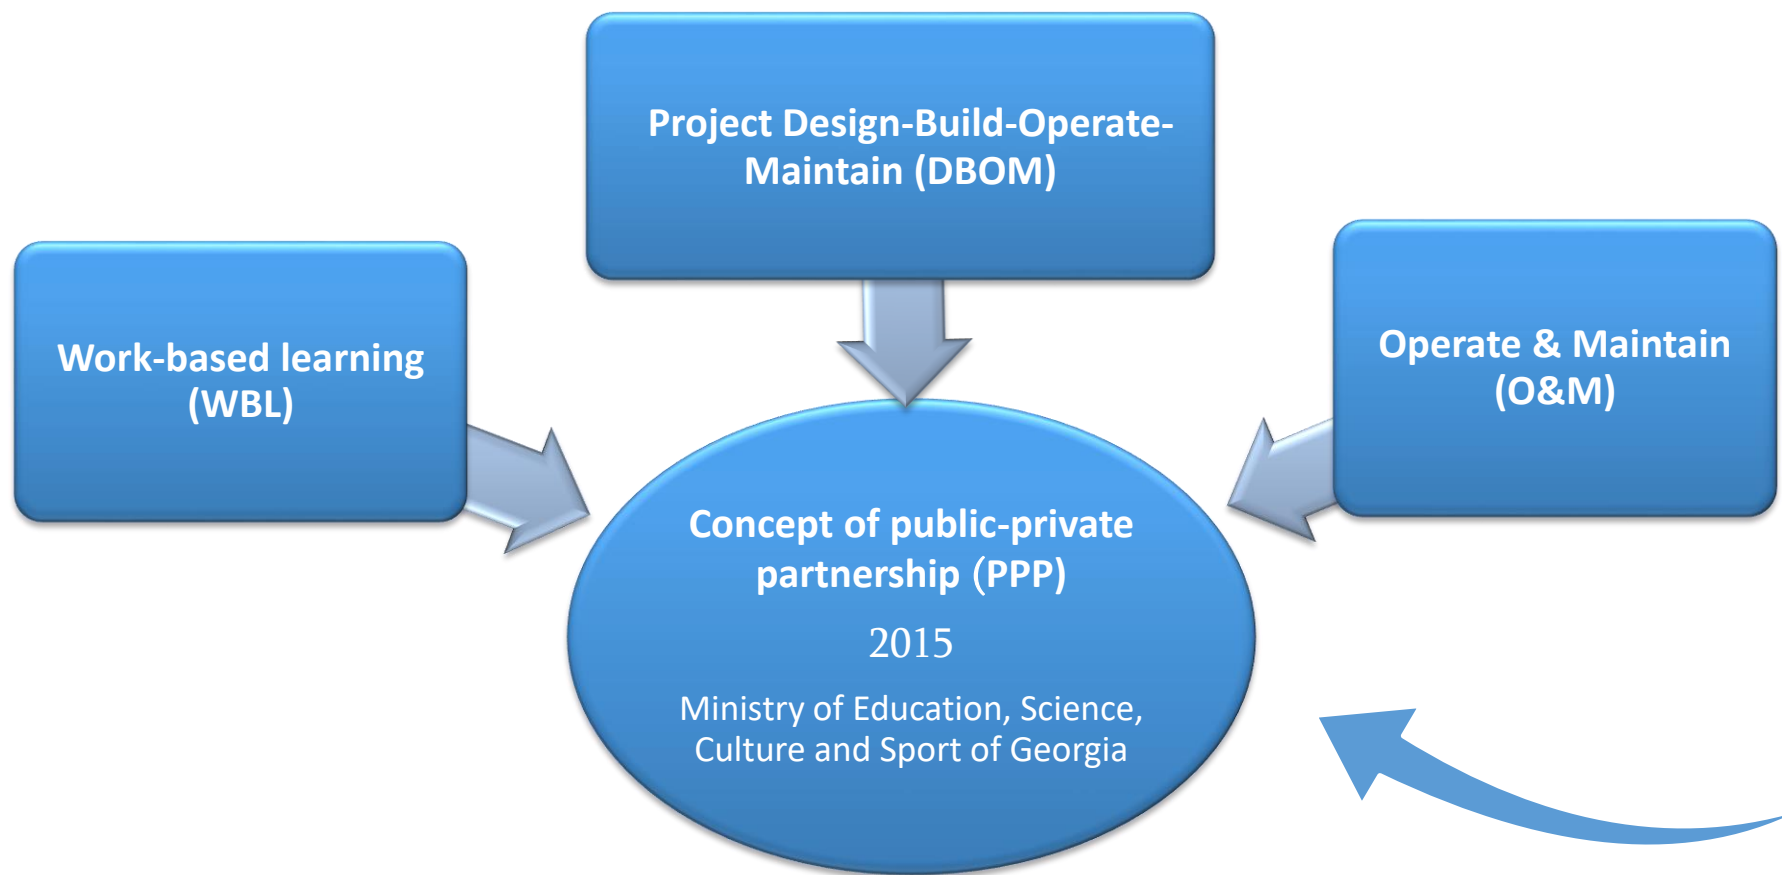 Project Design-Build-Operate-
Maintain (DBOM)
Work-based learning
(WBL)
Operate & Maintain
(O&M)
Concept of public-private
partnership (PPP)
2015
Ministry of Education, Science,
Culture and Sport of Georgia